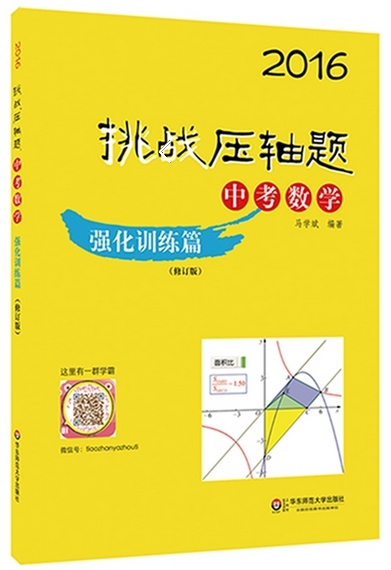 2016
挑战压轴题
中考数学
强化训练篇
(修订版)
2016
挑战压轴题
中考数学
马学斌 编著
强化训练篇
(修订版)
这里有一群学霸
微信号:tiaozhanyazhouti
面积比
=1.50
华东师范大学出版社